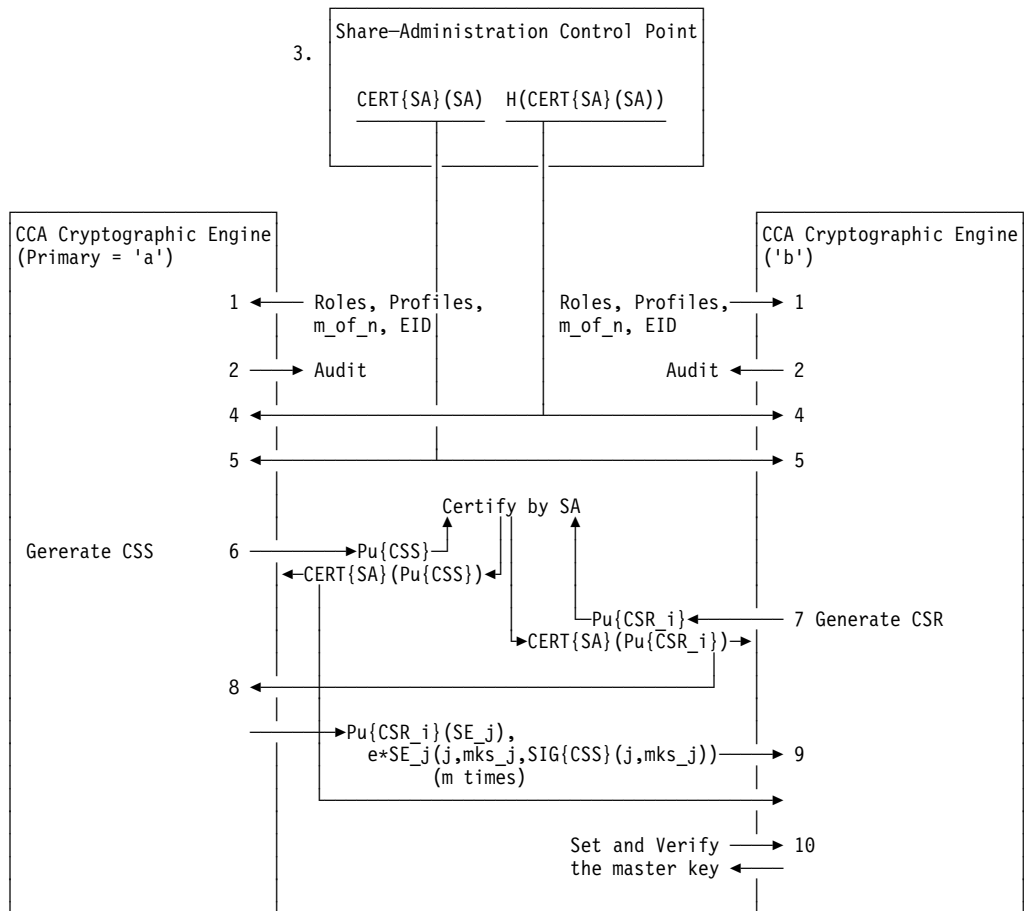 Share–Administration Control Point
3.
CERT{SA}(SA) H(CERT{SA}(SA))
CCA Cryptographic Engine
(Primary = 'a')
CCA Cryptographic Engine
('b')
1 Roles, Profiles,
m_of_n, EID
Roles, Profiles, 1
m_of_n, EID
2 Audit
Audit 2
4 4
5 5
Certify by SA
Gererate CSS 6 Pu{CSS}
CERT{SA}(Pu{CSS})
Pu{CSR_i} 7 Generate CSR
CERT{SA}(Pu{CSR_i})
8
Pu{CSR_i}(SE_j),
e*SE_j(j,mks_j,SIG{CSS}(j,mks_j)) 9
(m times)
Set and Verify 10
the master key